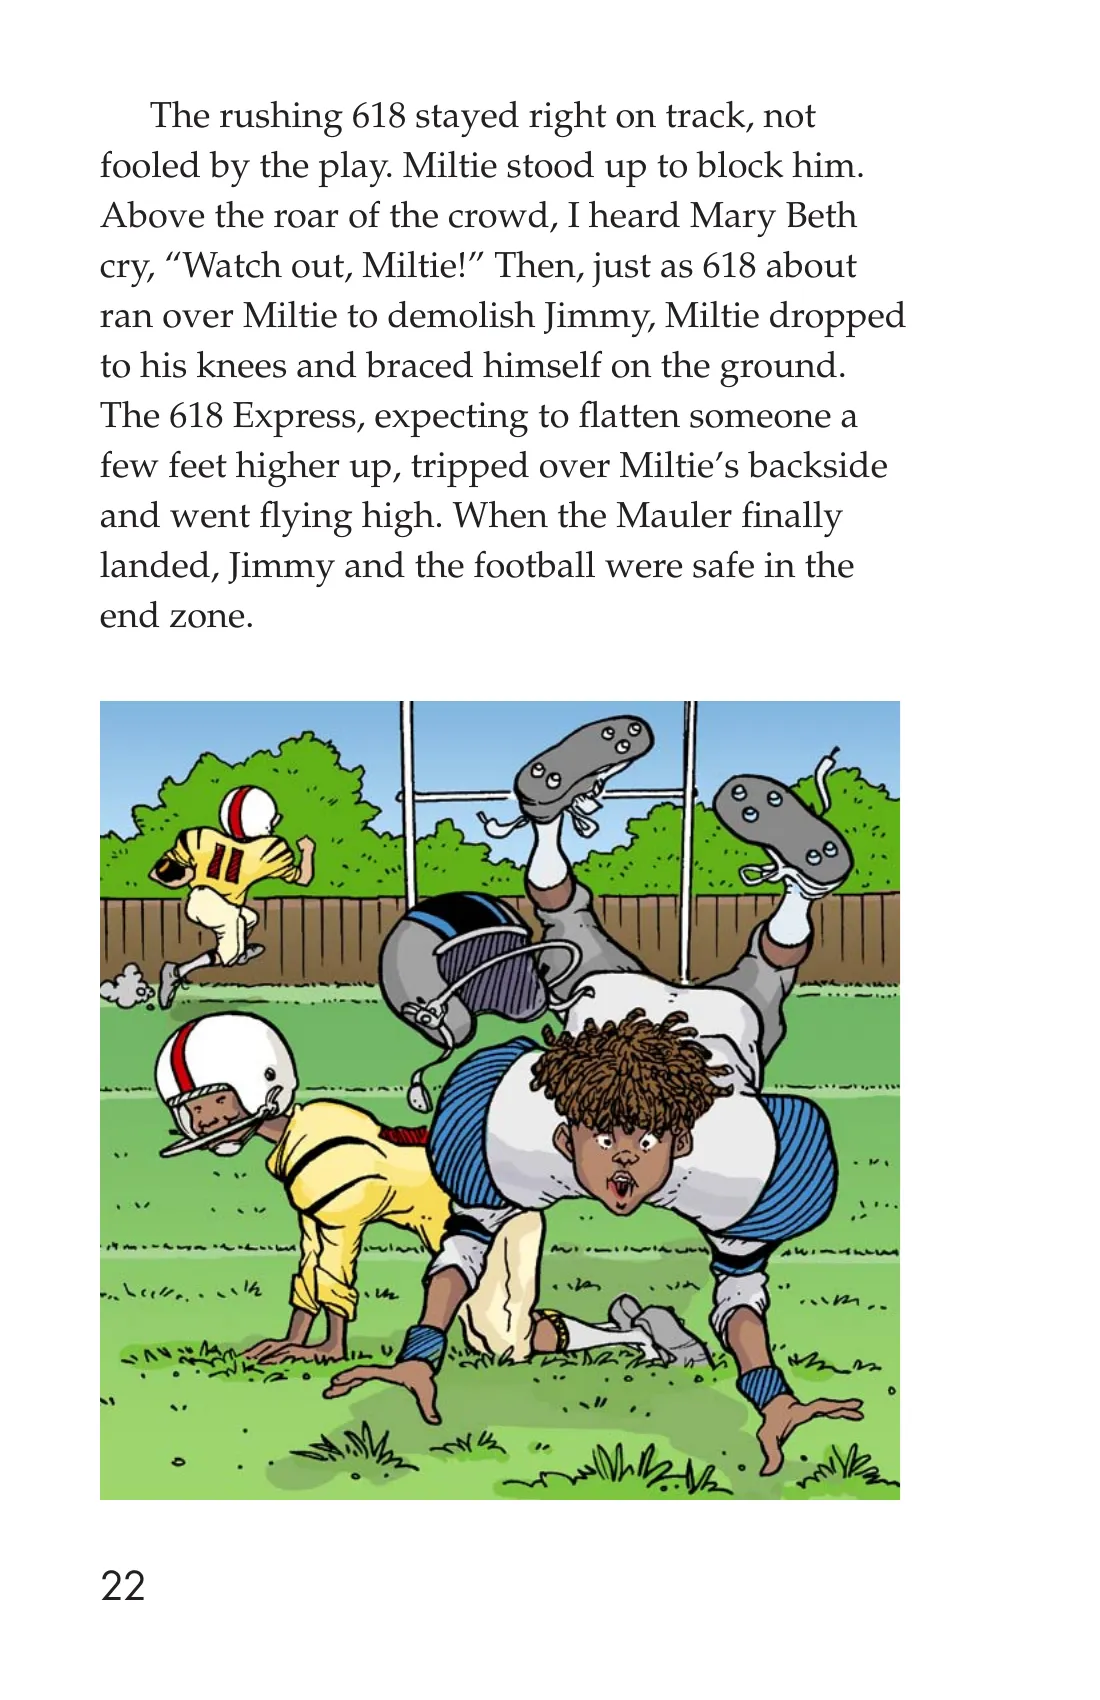 The rushing 618 stayed right on track, not
fooled by the play. Miltie stood up to block him.
Above the roar of the crowd, I heard Mary Beth
cry, “Watch out, Miltie!” Then, just as 618 about
ran over Miltie to demolish Jimmy, Miltie dropped
to his knees and braced himself on the ground.
The 618 Express, expecting to flatten someone a
few feet higher up, tripped over Miltie’s backside
and went flying high. When the Mauler finally
landed, Jimmy and the football were safe in the
end zone.
11
22